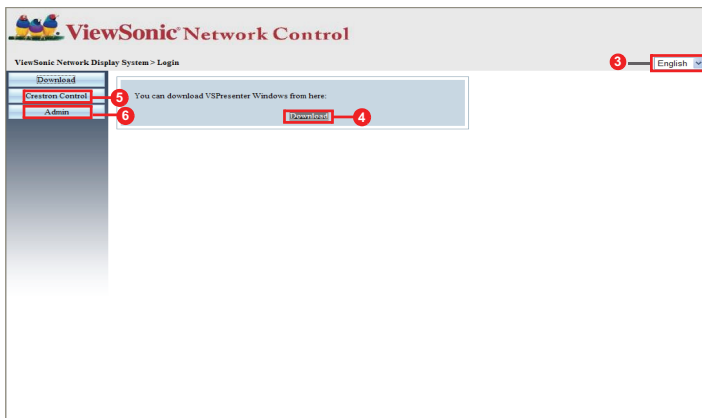 ViewSonic® Network Control
ViewSonic Network Display System > Login
3
English
Download
Crestron Control
5
Admin
6
You can download VSPresenter Windows from here:
Download
4